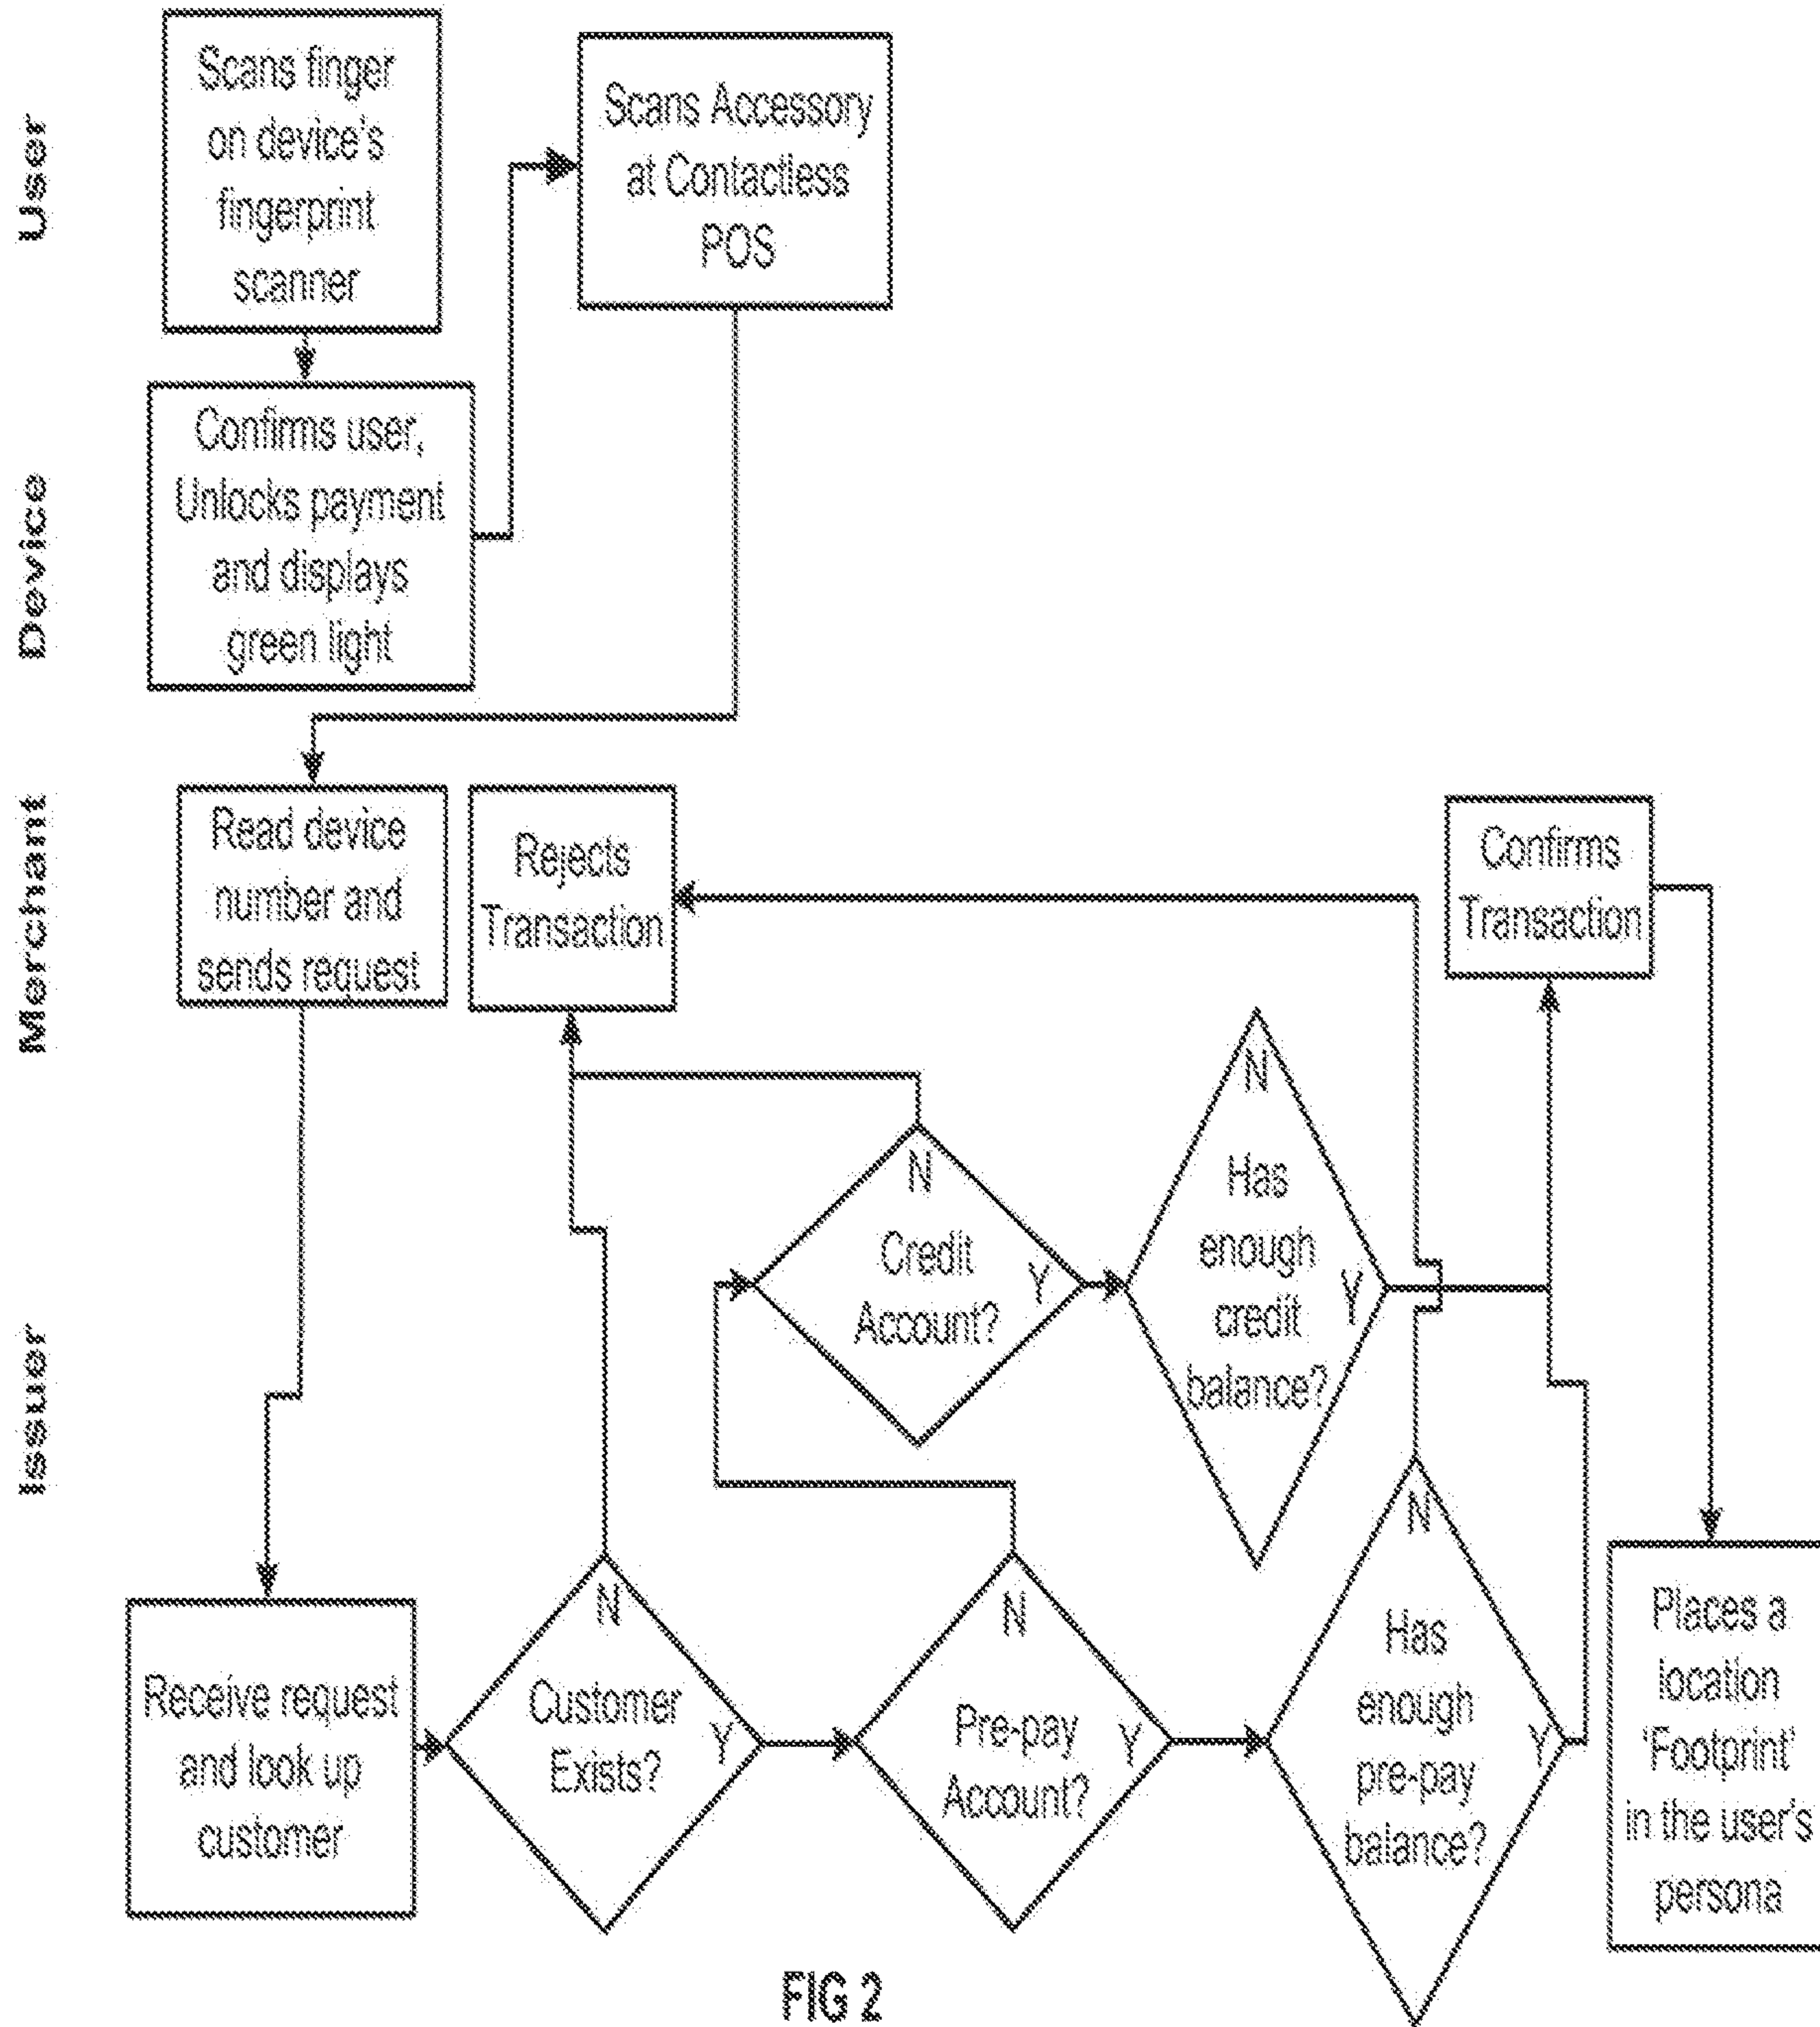 User
Scans finger
on device's
fingerprint
scanner
Scans Accessory
at Contactless
POS
Device
Confirms user,
Unlocks payment
and displays
green light
Merchant
Read device
number and
sends request
Rejects
Transaction
Confirms
Transaction
Issuer
N
Credit
Account?
Y
N
Has
enough
credit
balance?
Y
Receive request
and look up
customer
N
Customer
Exists?
Y
N
Pre-pay
Account?
Y
N
Has
enough
pre-pay
balance?
Y
Places a
location
'Footprint'
in the user's
persona
FIG 2